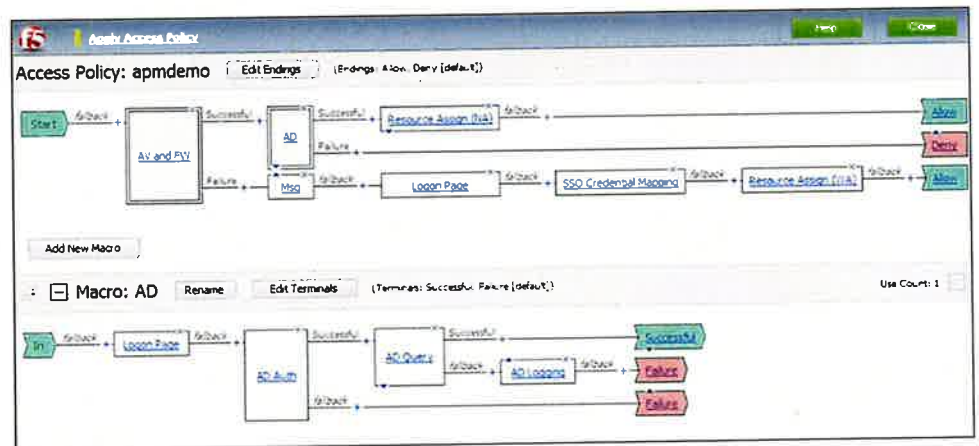 f5 Apply Access Policy Help Close
Access Policy: apmdemo Edit Endings (Endings: Allow, Deny [default])
Start fallback + AV and FW Successful + AD Successful + Resource Assign (NA) fallback + Allow
Failure + Deny
Failure + Msg fallback + Logon Page fallback + SSO Credential Mapping fallback + Resource Assign fallback + Allow
Add New Macro
Macro: AD Rename Edit Terminals (Terminals: Successful, Failure [default]) Use Count: 1
In fallback + Logon Page fallback + AD Auth Successful + AD Query Successful + Successful
fallback + AD Logging fallback + Failure
fallback + Failure